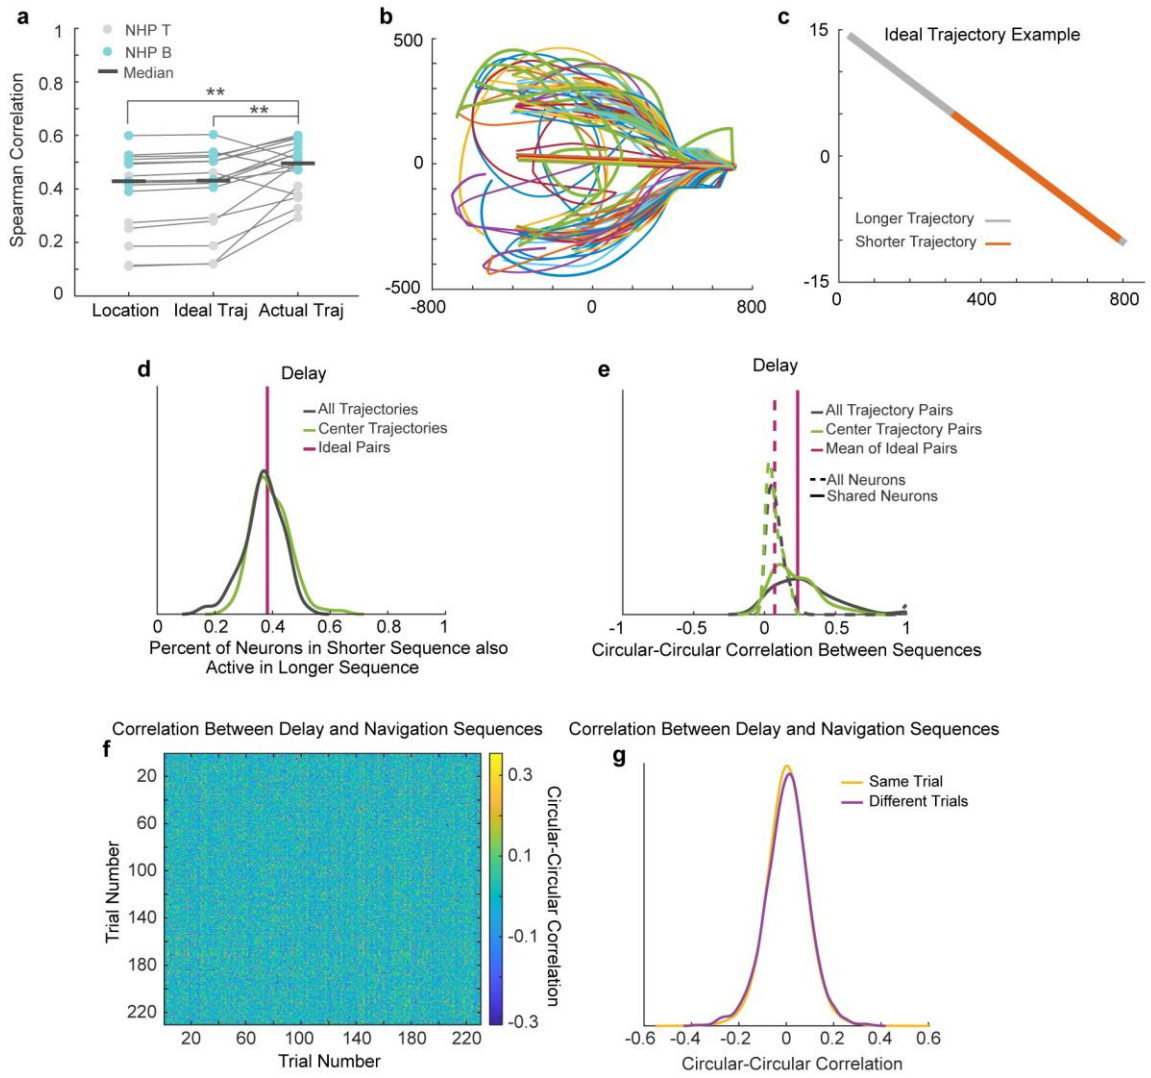 a
1
0.8
0.6
0.4
0.2
0
Spearman Correlation
NHP T
NHP B
Median
**
**
Location
Ideal Traj
Actual Traj
b
500
0
-500
-800
0
800
c
Ideal Trajectory Example
15
0
-15
Longer Trajectory
Shorter Trajectory
0
400
800
d
Delay
All Trajectories
Center Trajectories
Ideal Pairs
0
0.2
0.4
0.6
0.8
1
Percent of Neurons in Shorter Sequence also
Active in Longer Sequence
e
Delay
All Trajectory Pairs
Center Trajectory Pairs
Mean of Ideal Pairs
All Neurons
Shared Neurons
-1
-0.5
0
0.5
1
Circular-Circular Correlation Between Sequences
Correlation Between Delay and Navigation Sequences
f
20
60
100
140
180
220
Trial Number
20
60
100
140
180
220
Trial Number
0.3
0.1
-0.1
-0.3
Circular-Circular Correlation
Correlation Between Delay and Navigation Sequences
g
Same Trial
Different Trials
-0.6
-0.4
-0.2
0
0.2
0.4
0.6
Circular-Circular Correlation